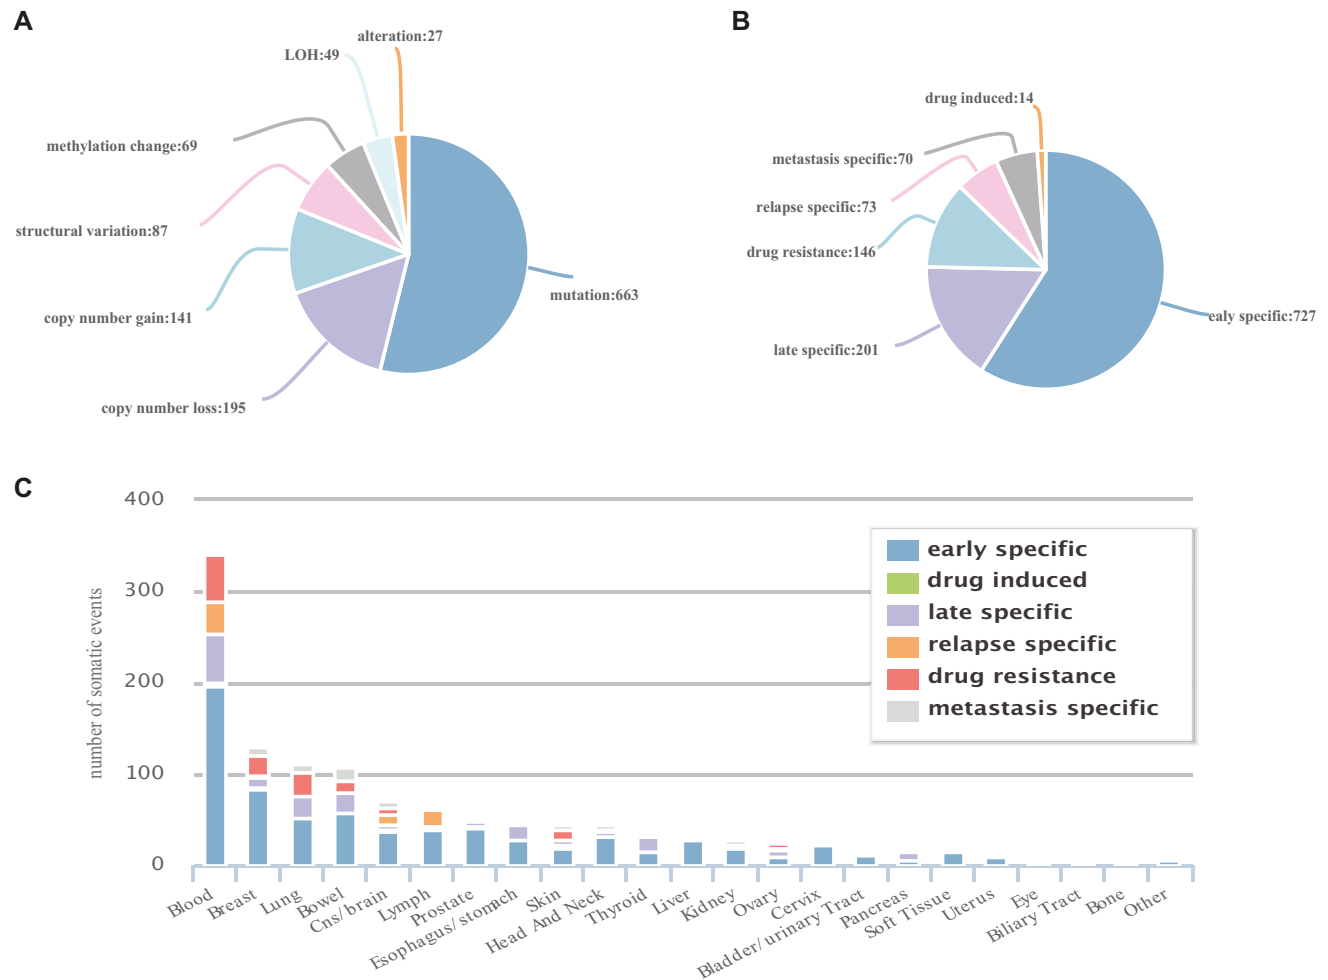 A
alteration:27
LOH:49
methylation change:69
structural variation:87
copy number gain:141
copy number loss:195
mutation:663
B
drug induced:14
metastasis specific:70
relapse specific:73
drug resistance:146
late specific:201
ealy specific:727
C
400
300
200
100
0
number of somatic events
early specific
drug induced
late specific
relapse specific
drug resistance
metastasis specific
Blood
Breast
Lung
Bowel
Cns/brain
Lymph
Prostate
Esophagus/stomach
Skin
Head And Neck
Thyroid
Liver
Kidney
Ovary
Cervix
Bladder/urinary Tract
Pancreas
Soft Tissue
Uterus
Eye
Biliary Tract
Bone
Other